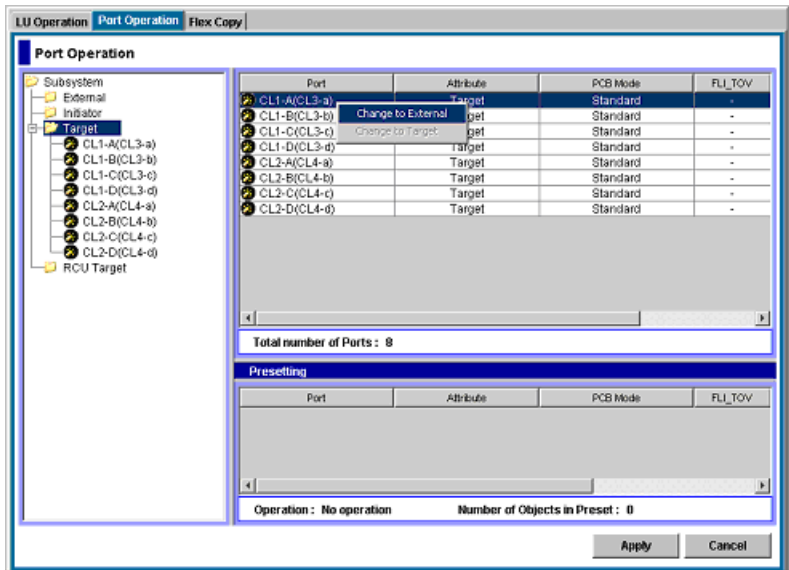 LU Operation Port Operation Flex Copy
Port Operation
Subsystem
External
Initiator
Target
CL1-A(CL3-a)
CL1-B(CL3-b)
CL1-C(CL3-c)
CL1-D(CL3-d)
CL2-A(CL4-a)
CL2-B(CL4-b)
CL2-C(CL4-c)
CL2-D(CL4-d)
RCU Target
Port Attribute PCB Mode FLI_TOV
CL1-A(CL3-a) Target Standard -
CL1-B(CL3-b) Change to External Standard -
CL1-C(CL3-c) Change to Target get Standard -
CL1-D(CL3-d) Target Standard -
CL2-A(CL4-a) Target Standard -
CL2-B(CL4-b) Target Standard -
CL2-C(CL4-c) Target Standard -
CL2-D(CL4-d) Target Standard -
Total number of Ports : 8
Presetting
Port Attribute PCB Mode FLI_TOV
Operation : No operation Number of Objects in Preset : 0
Apply Cancel